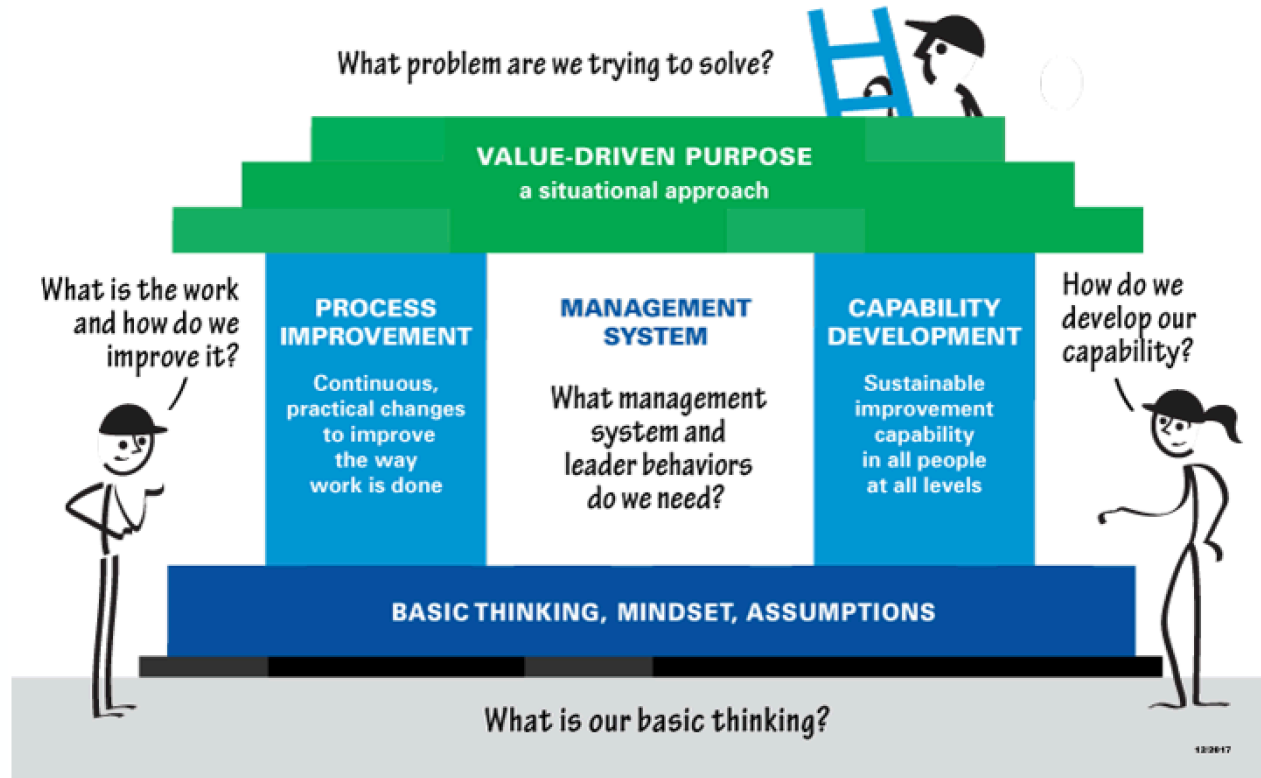 What problem are we trying to solve?
VALUE-DRIVEN PURPOSE
a situational approach
What is the work
and how do we
improve it?
PROCESS
IMPROVEMENT
Continuous,
practical changes
to improve
the way
work is done
MANAGEMENT
SYSTEM
What management
system and
leader behaviors
do we need?
CAPABILITY
DEVELOPMENT
Sustainable
improvement
capability
in all people
at all levels
How do we
develop our
capability?
BASIC THINKING, MINDSET, ASSUMPTIONS
What is our basic thinking?
12/2017